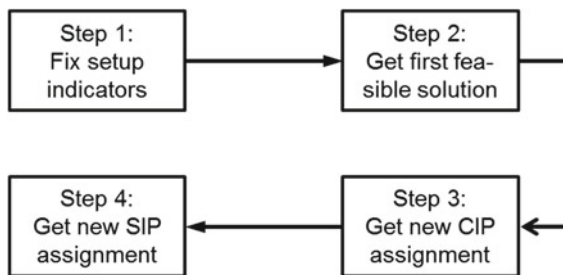 Step 1:
Fix setup
indicators
Step 2:
Get first fea-
sible solution
Step 4:
Get new SIP
assignment
Step 3:
Get new CIP
assignment